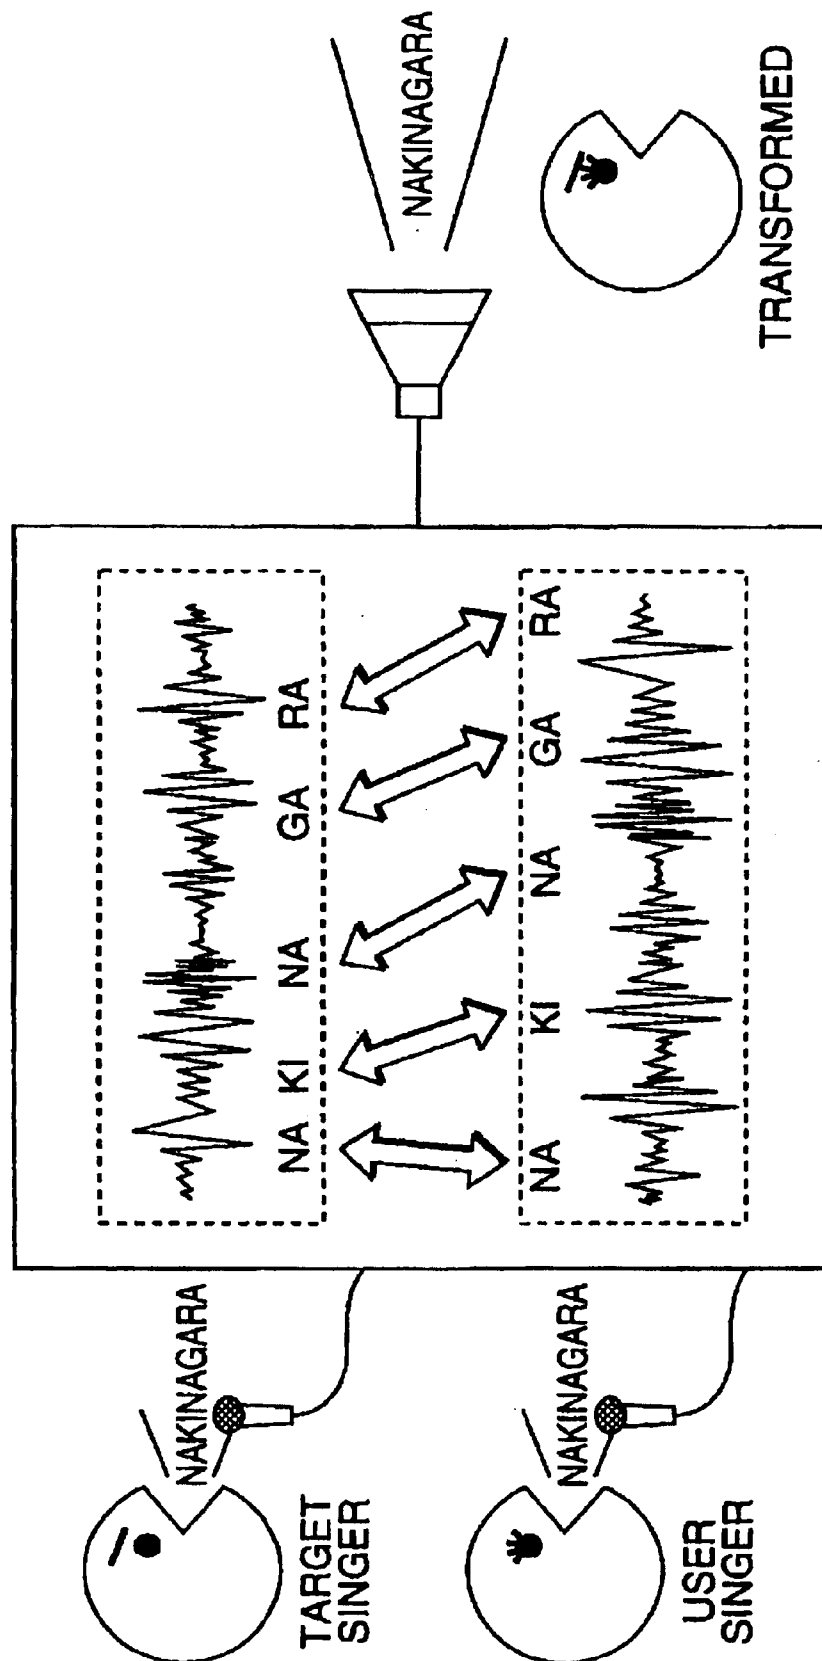 NAKINAGARA
TARGET
SINGER
NA KI NA GA RA
NA KI NA GA RA
NAKINAGARA
USER
SINGER
NAKINAGARA
TRANSFORMED